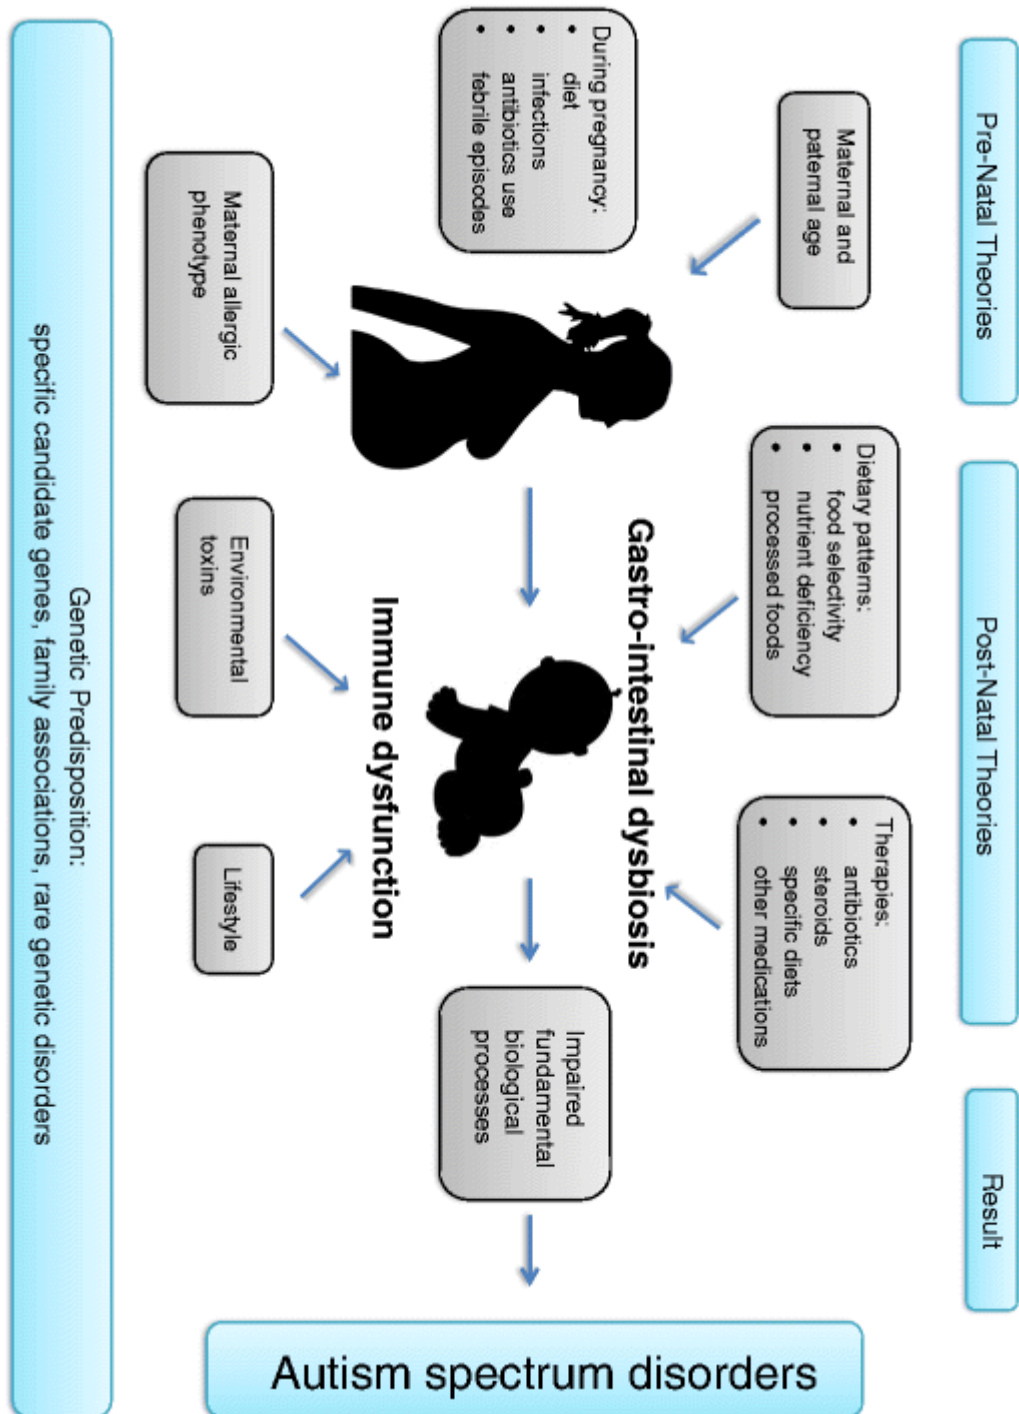 Pre-Natal Theories
Post-Natal Theories
Result
Maternal and
paternal age
During pregnancy:
• diet
• infections
• antibiotics use
• febrile episodes
Maternal allergic
phenotype
Dietary patterns:
• food selectivity
• nutrient deficiency
• processed foods
Therapies:
• antibiotics
• steroids
• specific diets
• other medications
Gastro-intestinal dysbiosis
Immune dysfunction
Environmental
toxins
Lifestyle
Impaired
fundamental
biological
processes
Autism spectrum disorders
Genetic Predisposition:
specific candidate genes, family associations, rare genetic disorders